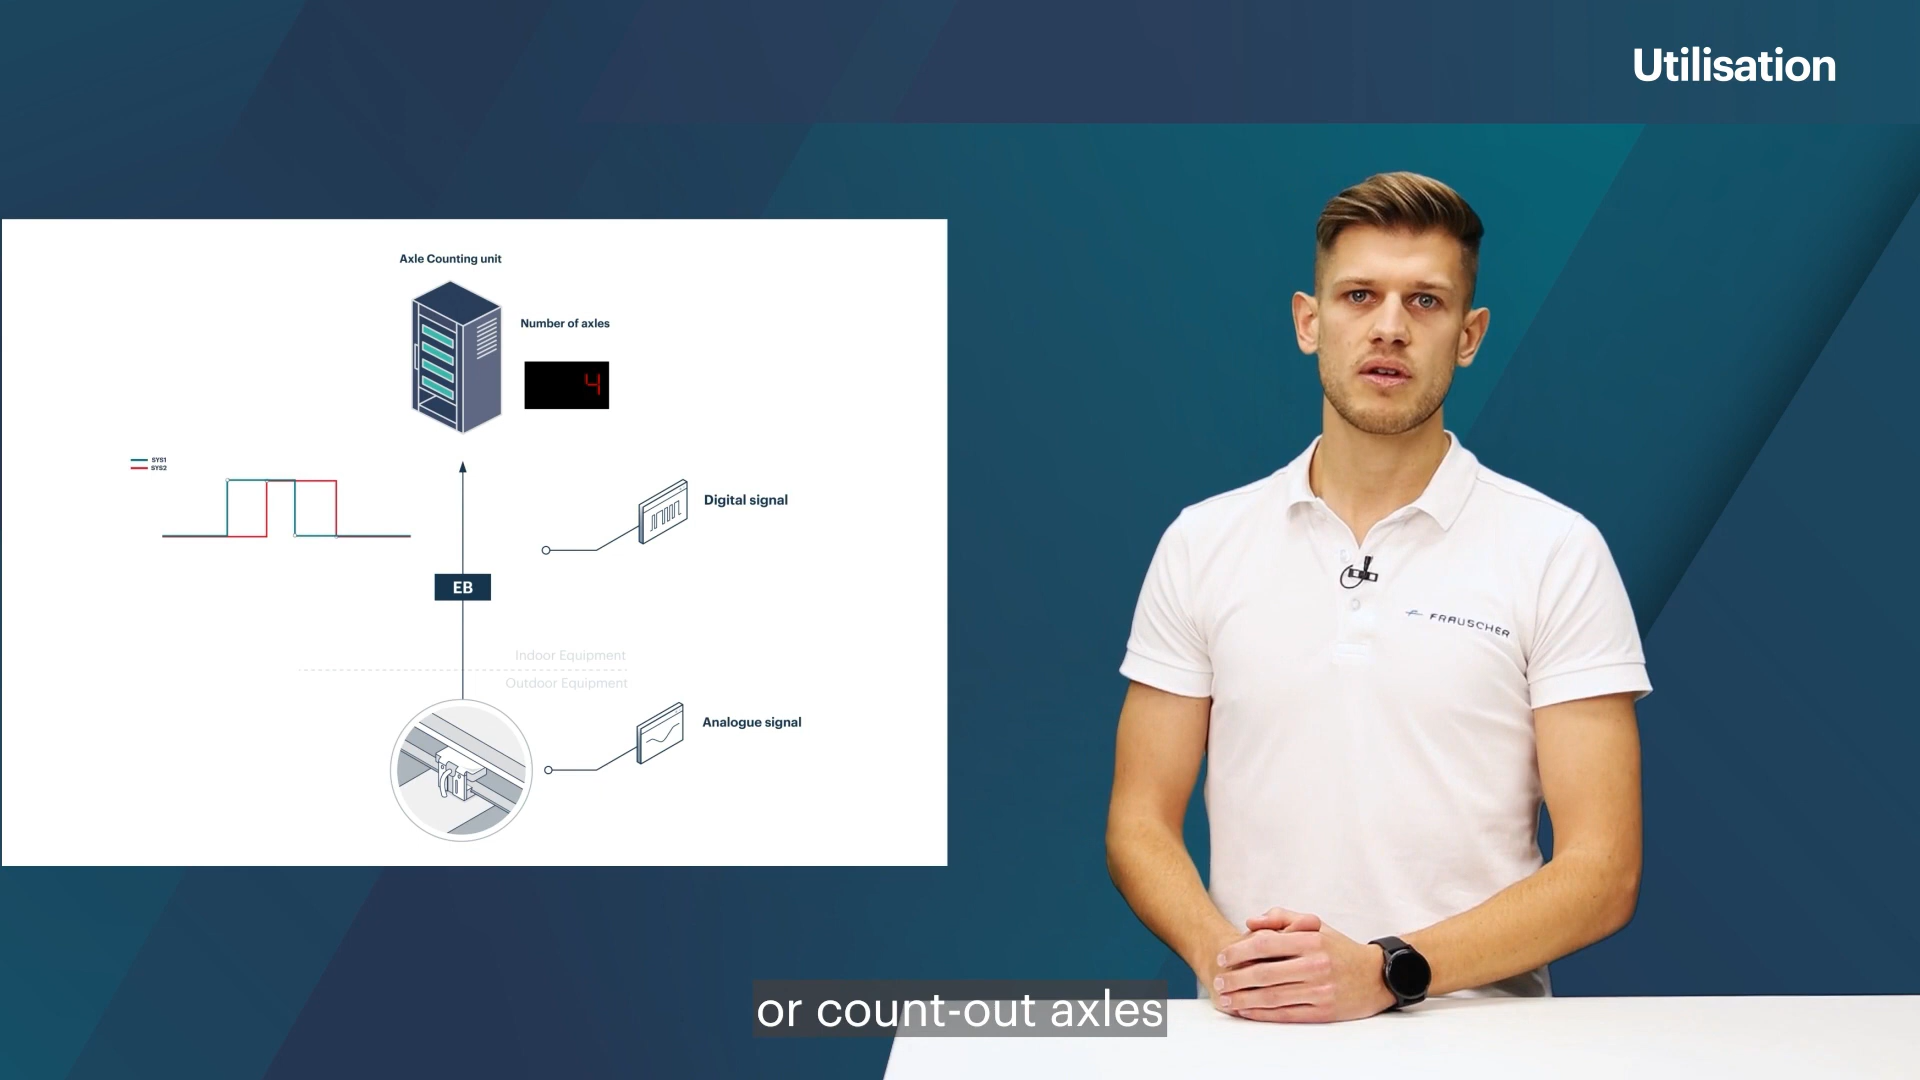 Utilisation
Axle Counting unit
Number of axles
4
SYS1
SYS2
Digital signal
EB
Indoor Equipment
Outdoor Equipment
Analogue signal
FRAUSCHER
or count-out axles